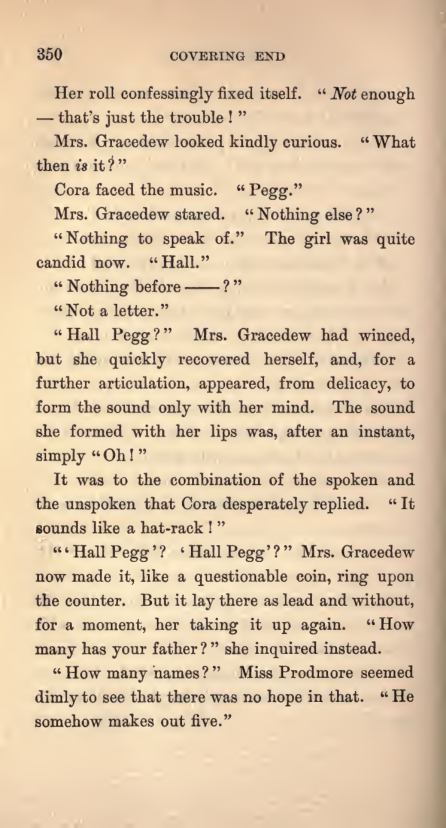 350 COVERING END
Her roll confessingly fixed itself. “ Not enough
— that’s just the trouble ! ”
Mrs. Gracedew looked kindly curious. “ What
then is it ? ”
Cora faced the music. “ Pegg.”
Mrs. Gracedew stared. “ Nothing else ? ”
“ Nothing to speak of.” The girl was quite
candid now. “ Hall.”
“ Nothing before —— ? ”
“ Not a letter.”
“ Hall Pegg ? ” Mrs. Gracedew had winced,
but she quickly recovered herself, and, for a
further articulation, appeared, from delicacy, to
form the sound only with her mind. The sound
she formed with her lips was, after an instant,
simply “ Oh ! ”
It was to the combination of the spoken and
the unspoken that Cora desperately replied. “ It
sounds like a hat-rack ! ”
“ ‘ Hall Pegg ’ ? ‘ Hall Pegg ’ ? ” Mrs. Gracedew
now made it, like a questionable coin, ring upon
the counter. But it lay there as lead and without,
for a moment, her taking it up again. “ How
many has your father ? ” she inquired instead.
“ How many names ? ” Miss Prodmore seemed
dimly to see that there was no hope in that. “ He
somehow makes out five.”